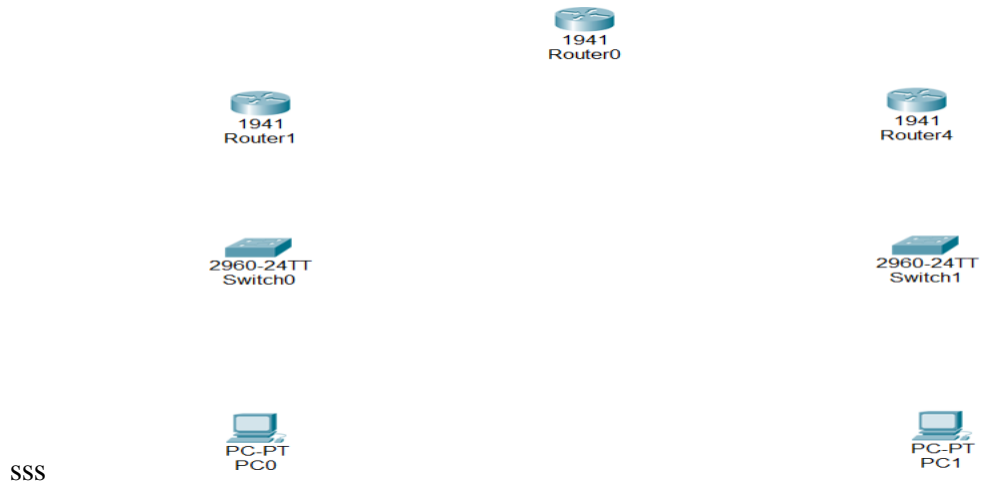 1941
Router0
1941
Router1
1941
Router4
2960-24TT
Switch0
2960-24TT
Switch1
PC-PT
PC0
PC-PT
PC1
sss